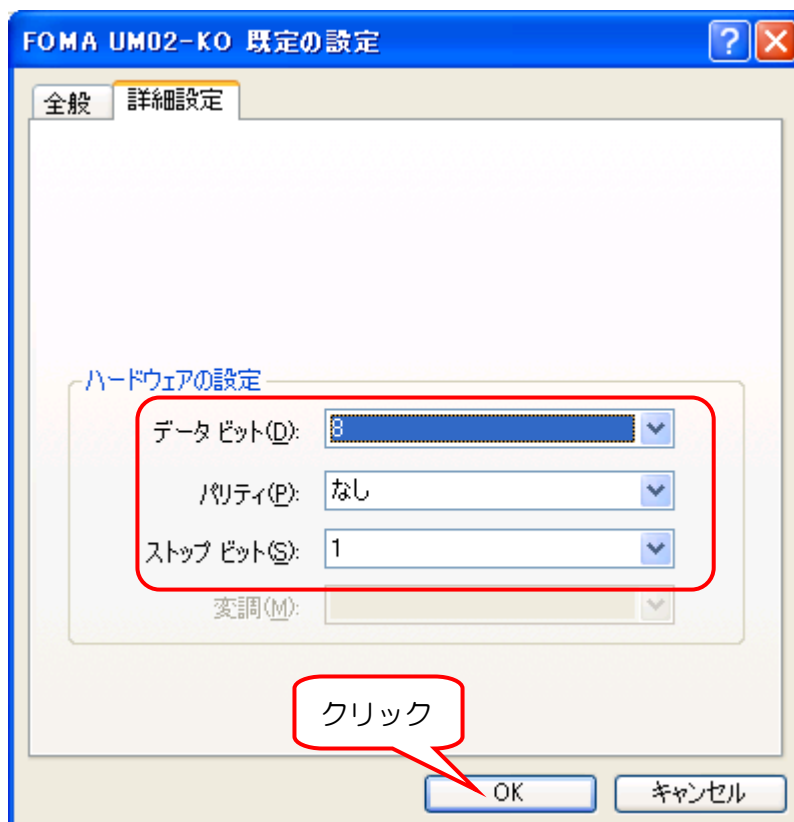 FOMA UM02-KO 既定の設定
全般 詳細設定
ハードウェアの設定
データ ビット(D): 8
パリティ(P): なし
ストップ ビット(S): 1
変調(M):
クリック
OK キャンセル